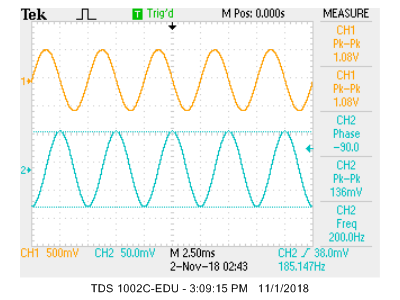 Tek T Trig'd M Pos: 0.000s MEASURE
CH1
Pk-Pk
1.08V
CH1
Pk-Pk
1.08V
CH2
Phase
-90.0
CH2
Pk-Pk
136mV
CH2
Freq
200.0Hz
1
2
CH1 500mV CH2 50.0mV M 2.50ms CH2 38.0mV
2-Nov-18 02:43 185.147Hz
TDS 1002C-EDU - 3:09:15 PM 11/1/2018